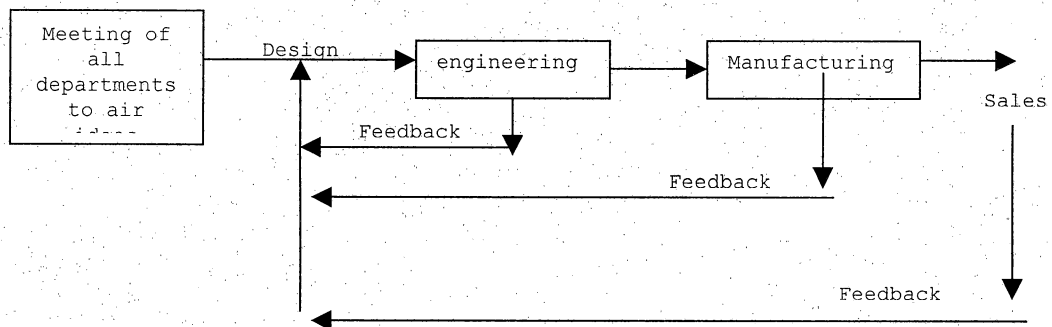 Meeting of
all
departments
to air
Design
engineering
Manufacturing
Sales
Feedback
Feedback
Feedback